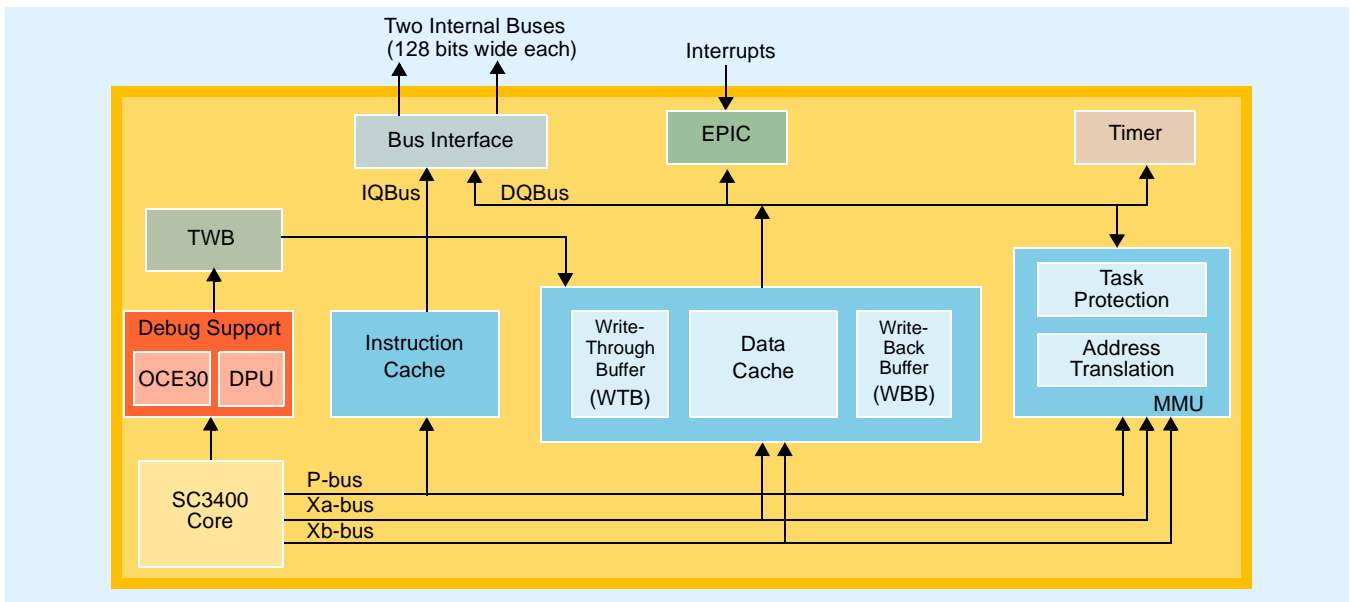 Two Internal Buses
(128 bits wide each)
Interrupts
Bus Interface
EPIC
Timer
IQBus
DQBus
TWB
Task
Protection
Address
Translation
MMU
Debug Support
OCE30
DPU
Instruction
Cache
Write-
Through
Buffer
(WTB)
Data
Cache
Write-
Back
Buffer
(WBB)
SC3400
Core
P-bus
Xa-bus
Xb-bus